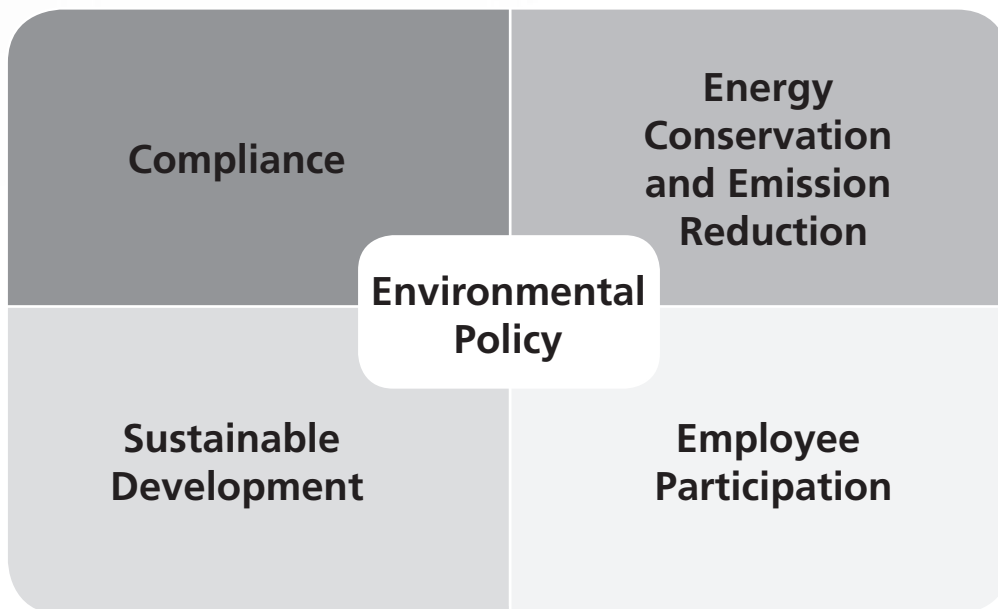 Compliance
Energy
Conservation
and Emission
Reduction
Environmental
Policy
Sustainable
Development
Employee
Participation